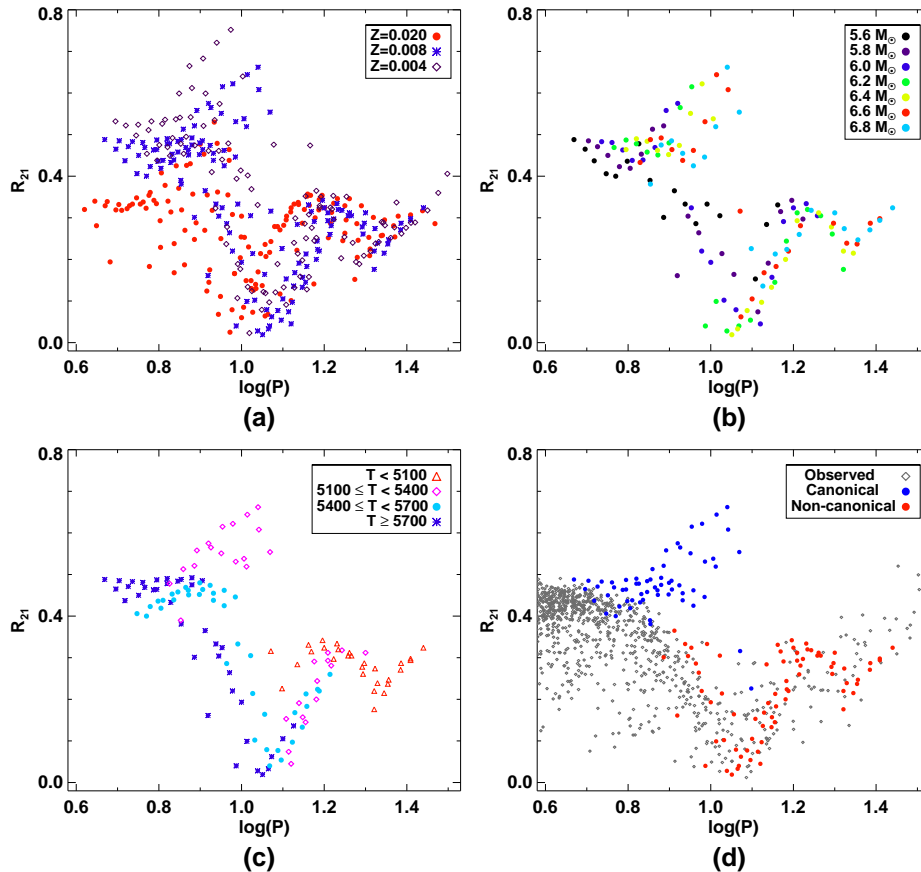 0.8
Z=0.020
Z=0.008
Z=0.004
R21
0.4
0.0
0.6 0.8 1.0 1.2 1.4
log(P)
(a)
0.8
5.6 M☉
5.8 M☉
6.0 M☉
6.2 M☉
6.4 M☉
6.6 M☉
6.8 M☉
R21
0.4
0.0
0.6 0.8 1.0 1.2 1.4
log(P)
(b)
0.8
T < 5100
5100 ≤ T < 5400
5400 ≤ T < 5700
T ≥ 5700
R21
0.4
0.0
0.6 0.8 1.0 1.2 1.4
log(P)
(c)
0.8
Observed
Canonical
Non-canonical
R21
0.4
0.0
0.6 0.8 1.0 1.2 1.4
log(P)
(d)